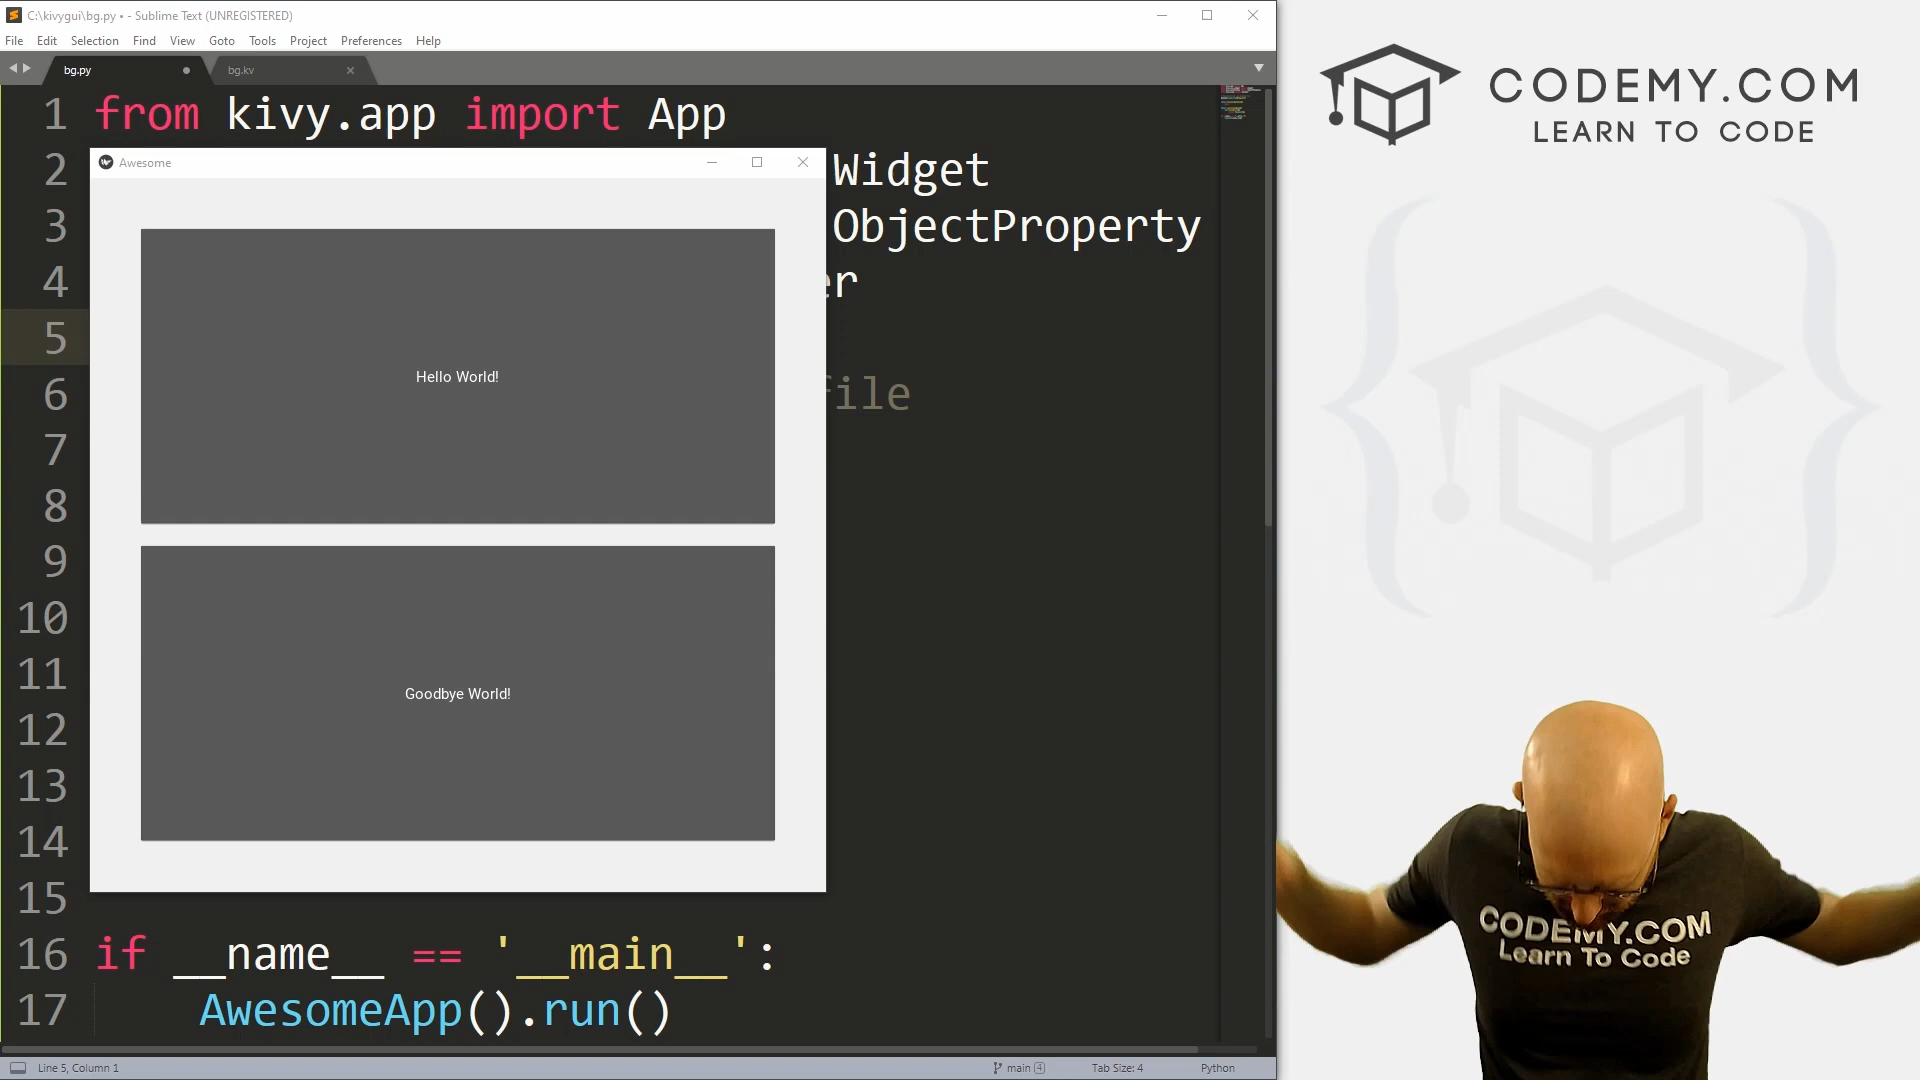 C:\kivygui\bg.py • - Sublime Text (UNREGISTERED)
File Edit Selection Find View Goto Tools Project Preferences Help
bg.py
bg.kv
1 from kivy.app import App
Awesome
2 Widget
3 ObjectProperty
4 er
5
6 file
7
8
9
10
11
12
13
14
15
Hello World!
Goodbye World!
16 if __name__ == '__main__':
17 AwesomeApp().run()
Line 5, Column 1
main 4
Tab Size: 4
Python
CODEMY.COM
LEARN TO CODE
CODEMY.COM
Learn To Code